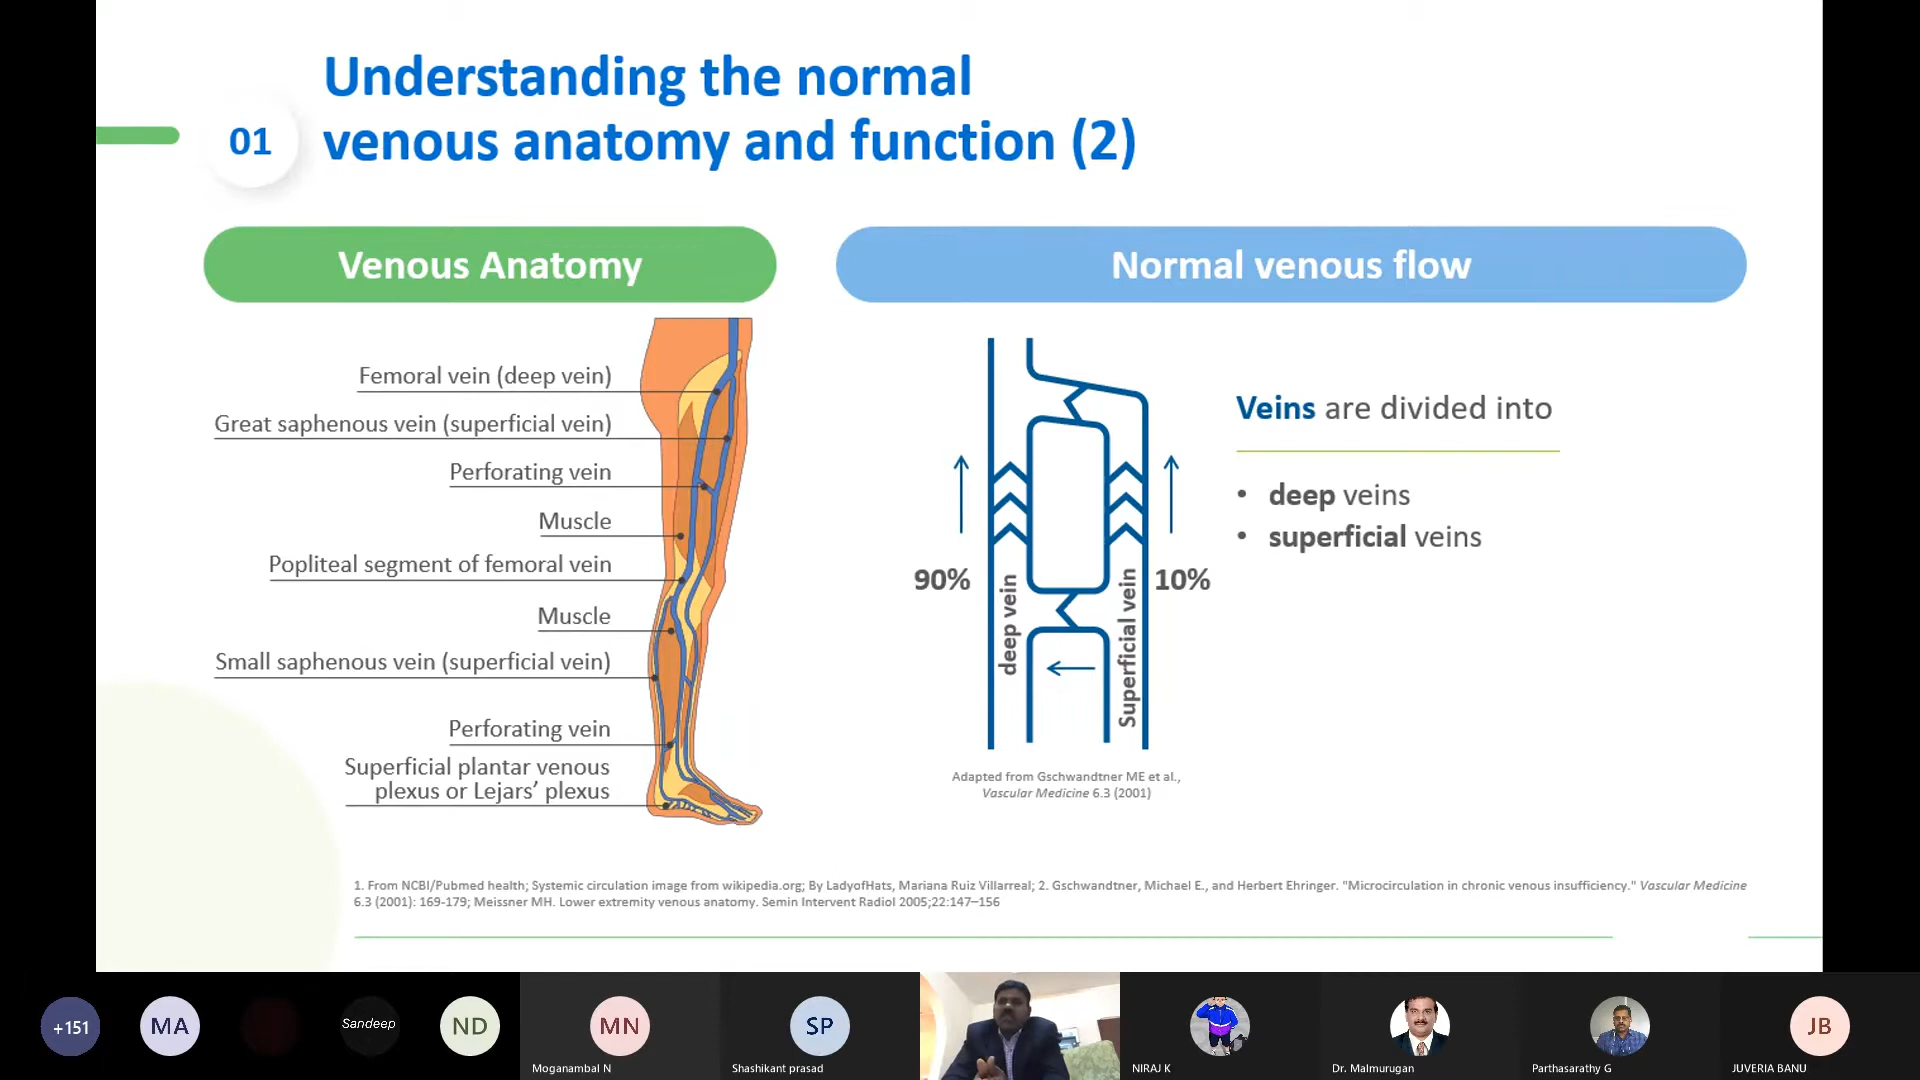 Understanding the normal
venous anatomy and function (2)
01
Venous Anatomy
Normal venous flow
Femoral vein (deep vein)
Great saphenous vein (superficial vein)
Perforating vein
Muscle
Popliteal segment of femoral vein
Muscle
Small saphenous vein (superficial vein)
Perforating vein
Superficial plantar venous
plexus or Lejars’ plexus
90%
deep vein
Superficial vein
10%
Adapted from Gschwandtner ME et al.,
Vascular Medicine 6.3 (2001)
Veins are divided into
• deep veins
• superficial veins
1. From NCBI/Pubmed health; Systemic circulation image from wikipedia.org; By LadyofHats, Mariana Ruiz Villarreal; 2. Gschwandtner, Michael E., and Herbert Ehringer. "Microcirculation in chronic venous insufficiency." Vascular Medicine
6.3 (2001): 169-179; Meissner MH. Lower extremity venous anatomy. Semin Intervent Radiol 2005;22:147–156
+151
MA
Sandeep
ND
MN
Moganambal N
SP
Shashikant prasad
NIRAJ K
Dr. Malmurugan
Parthasarathy G
JB
JUVERIA BANU